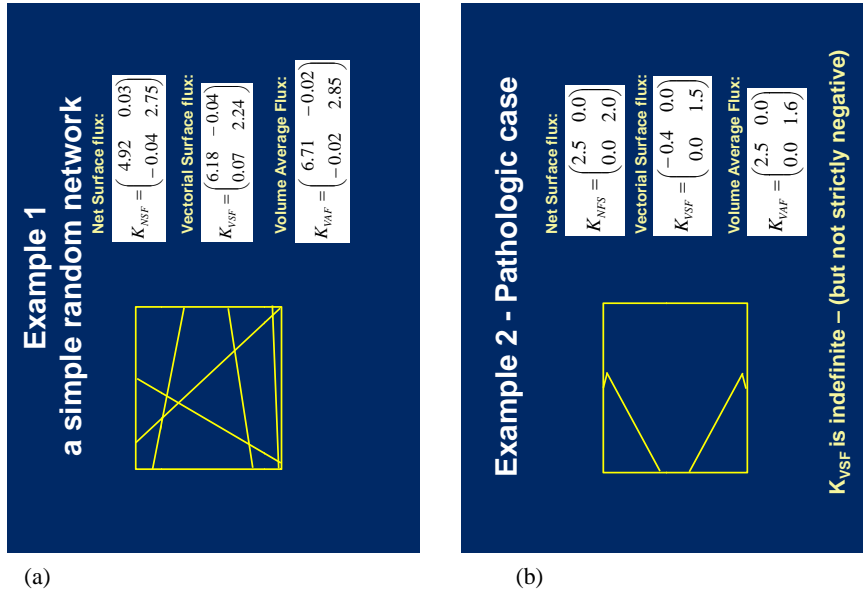 Example 1
a simple random network
Net Surface flux:
K_NSF = ( 4.92 0.03
-0.04 2.75 )
Vectorial Surface flux:
K_VSF = ( 6.18 -0.04
0.07 2.24 )
Volume Average Flux:
K_VAF = ( 6.71 -0.02
-0.02 2.85 )
(a)
Example 2 - Pathologic case
Net Surface flux:
K_NFS = ( 2.5 0.0
0.0 2.0 )
Vectorial Surface flux:
K_VSF = ( -0.4 0.0
0.0 1.5 )
Volume Average Flux:
K_VAF = ( 2.5 0.0
0.0 1.6 )
K_VSF is indefinite – (but not strictly negative)
(b)